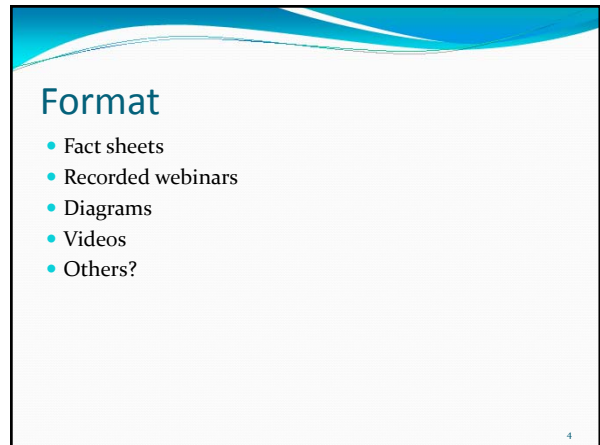 Format
• Fact sheets
• Recorded webinars
• Diagrams
• Videos
• Others?
4